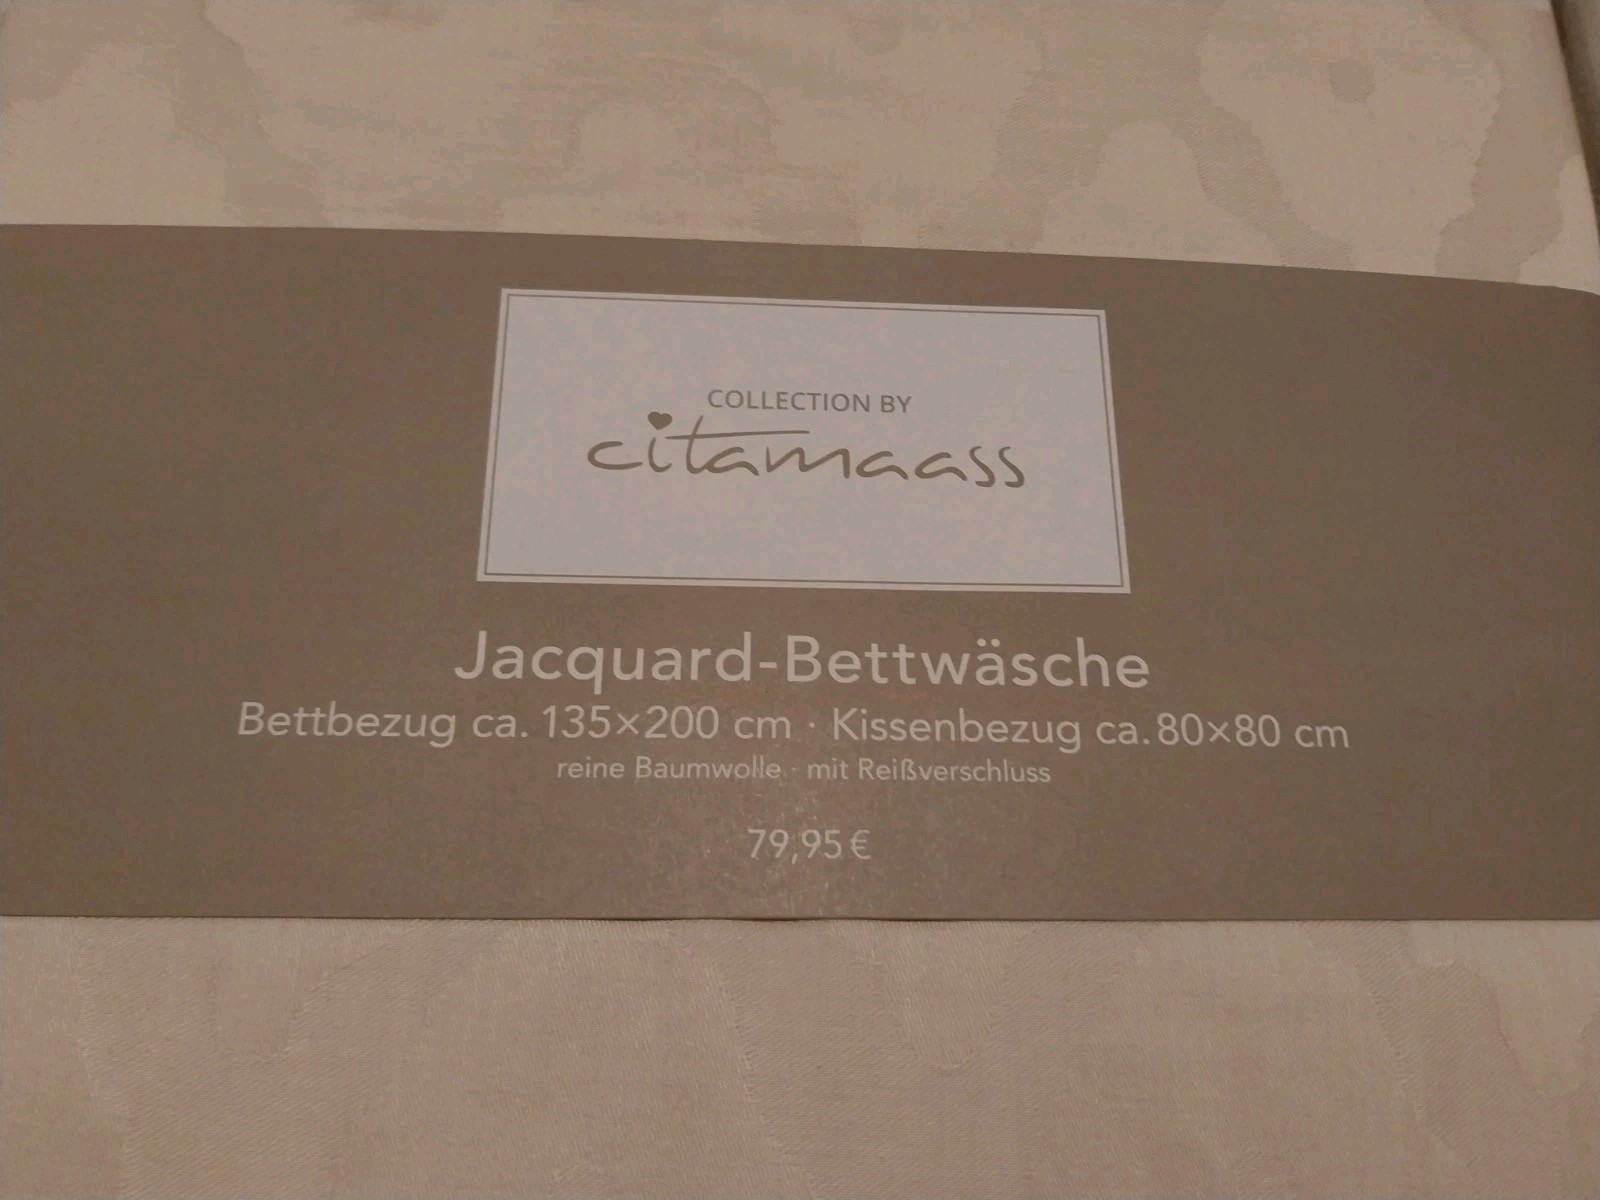 COLLECTION BY
citamaass
Jacquard-Bettwäsche
Bettbezug ca. 135×200 cm · Kissenbezug ca. 80×80 cm
reine Baumwolle · mit Reißverschluss
79,95 €